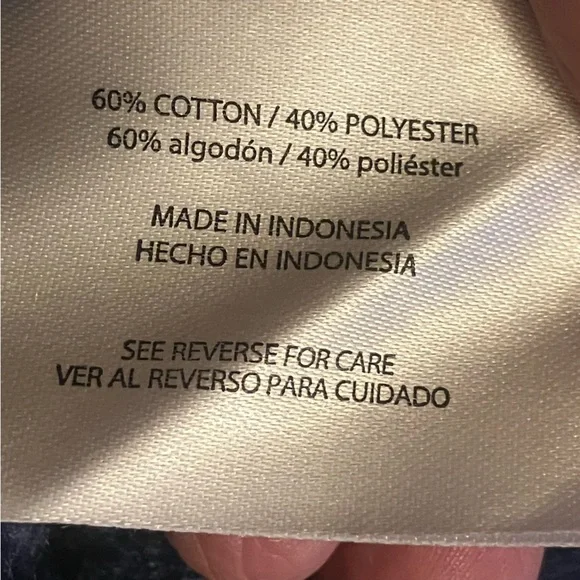 60% COTTON / 40% POLYESTER
60% algodón / 40% poliéster
MADE IN INDONESIA
HECHO EN INDONESIA
SEE REVERSE FOR CARE
VER AL REVERSO PARA CUIDADO